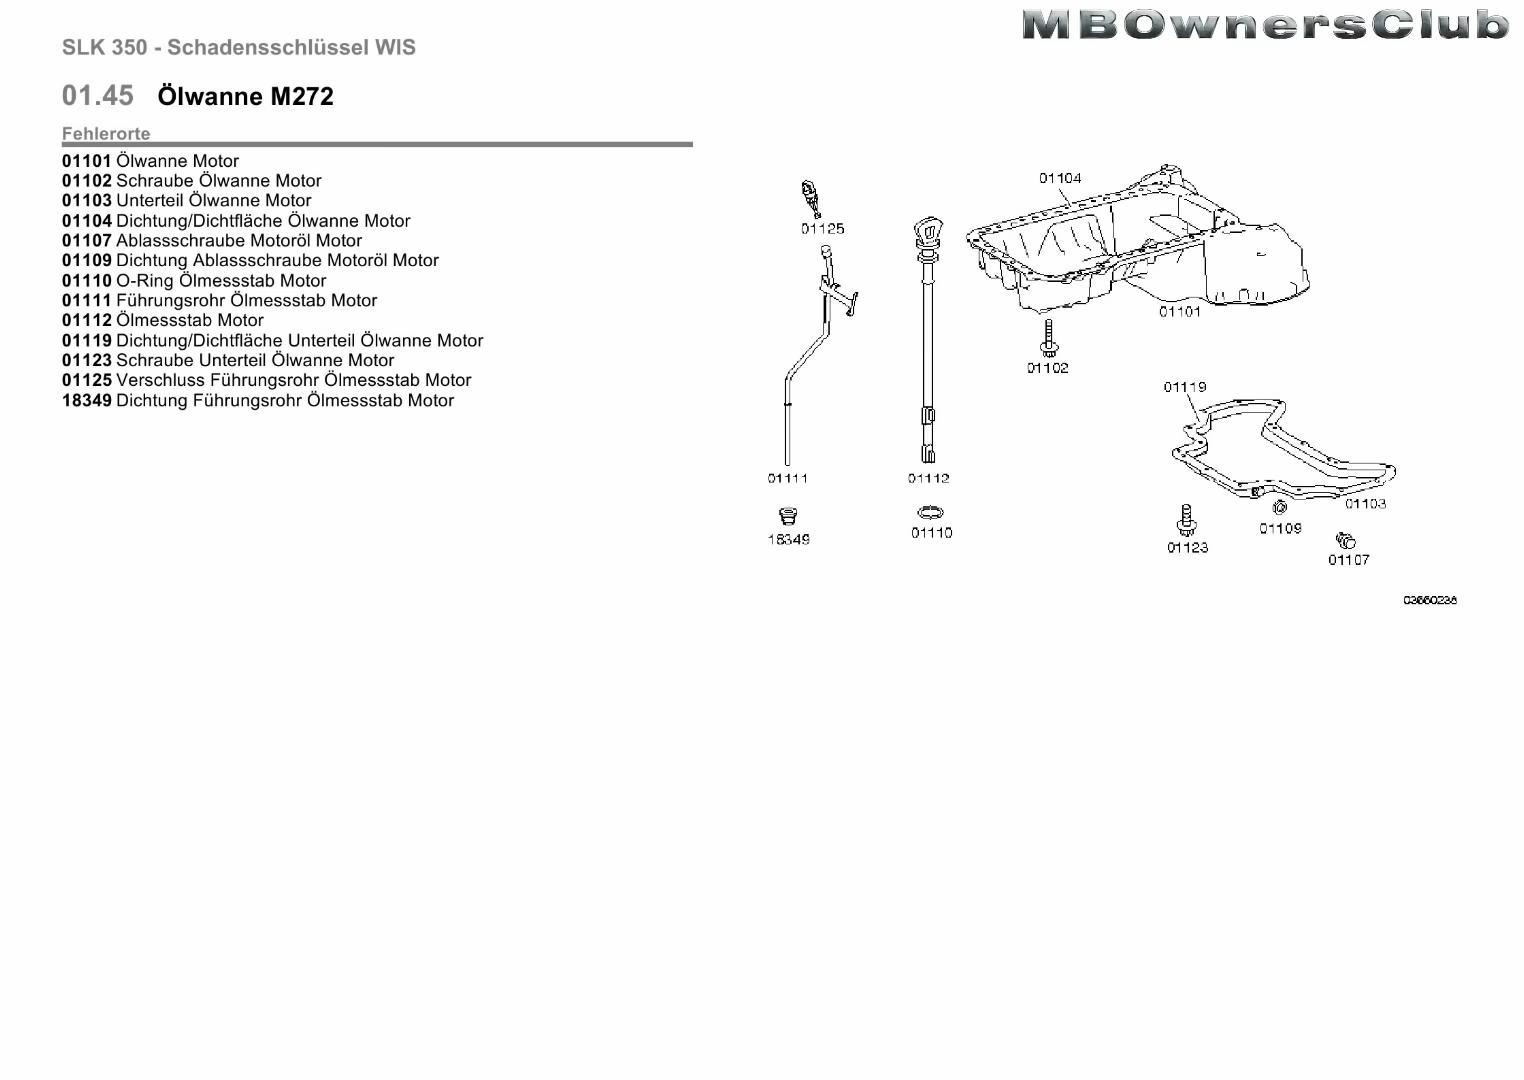 MBOwnersClub
SLK 350 - Schadensschlüssel WIS
01.45 Ölwanne M272
Fehlerorte
01101 Ölwanne Motor
01102 Schraube Ölwanne Motor
01103 Unterteil Ölwanne Motor
01104 Dichtung/Dichtfläche Ölwanne Motor
01107 Ablassschraube Motoröl Motor
01109 Dichtung Ablassschraube Motoröl Motor
01110 O-Ring Ölmessstab Motor
01111 Führungsrohr Ölmessstab Motor
01112 Ölmessstab Motor
01119 Dichtung/Dichtfläche Unterteil Ölwanne Motor
01123 Schraube Unterteil Ölwanne Motor
01125 Verschluss Führungsrohr Ölmessstab Motor
18349 Dichtung Führungsrohr Ölmessstab Motor
01104
01125
01101
01102
01119
01111
01112
01103
01109
01110
18349
01123
01107
03660238